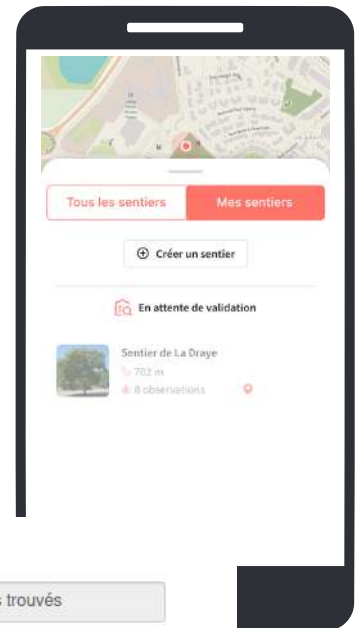 Tous les sentiers
Mes sentiers
Créer un sentier
En attente de validation
Sentier de La Draye
702 m
8 observations
trouvés